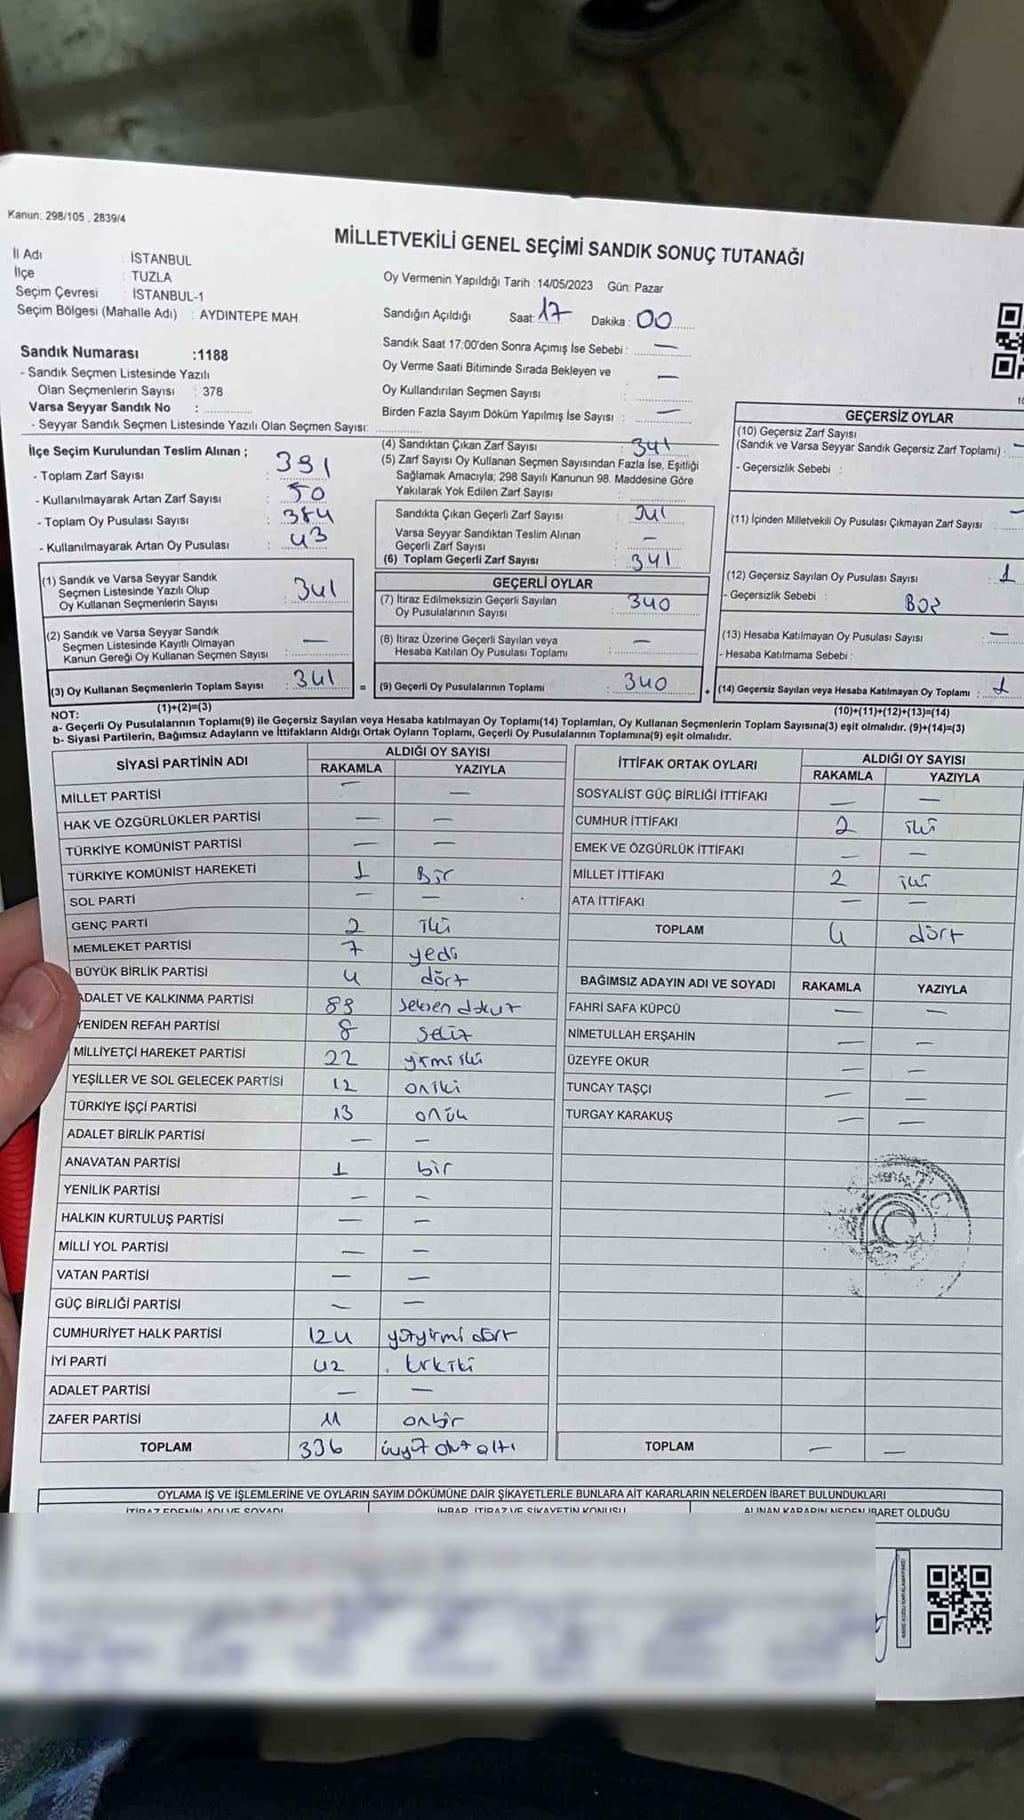 Kanun: 298/105 , 2839/4
MİLLETVEKİLİ GENEL SEÇİMİ SANDIK SONUÇ TUTANAĞI
İl Adı : İSTANBUL
İlçe : TUZLA
Seçim Çevresi : İSTANBUL-1
Seçim Bölgesi (Mahalle Adı) : AYDINTEPE MAH.
Oy Vermenin Yapıldığı Tarih :14/05/2023 Gün: Pazar
Sandığın Açıldığı Saat: 17 Dakika : 00
Sandık Saat 17:00'den Sonra Açımış İse Sebebi : —
Oy Verme Saati Bitiminde Sırada Bekleyen ve
Oy Kullandırılan Seçmen Sayısı : —
Birden Fazla Sayım Döküm Yapılmış İse Sayısı : —
Sandık Numarası :1188
- Sandık Seçmen Listesinde Yazılı
Olan Seçmenlerin Sayısı : 378
Varsa Seyyar Sandık No :
- Seyyar Sandık Seçmen Listesinde Yazılı Olan Seçmen Sayısı:
İlçe Seçim Kurulundan Teslim Alınan ;
- Toplam Zarf Sayısı : 391
- Kullanılmayarak Artan Zarf Sayısı : 50
- Toplam Oy Pusulası Sayısı : 384
- Kullanılmayarak Artan Oy Pusulası : 43
(1) Sandık ve Varsa Seyyar Sandık
Seçmen Listesinde Yazılı Olup
Oy Kullanan Seçmenlerin Sayısı : 341
(2) Sandık ve Varsa Seyyar Sandık
Seçmen Listesinde Kayıtlı Olmayan
Kanun Gereği Oy Kullanan Seçmen Sayısı : —
(3) Oy Kullanan Seçmenlerin Toplam Sayısı : 341
(4) Sandıktan Çıkan Zarf Sayısı : 341
(5) Zarf Sayısı Oy Kullanan Seçmen Sayısından Fazla İse, Eşitliği
Sağlamak Amacıyla; 298 Sayılı Kanunun 98. Maddesine Göre
Yakılarak Yok Edilen Zarf Sayısı :
Sandıkta Çıkan Geçerli Zarf Sayısı : 341
Varsa Seyyar Sandıktan Teslim Alınan
Geçerli Zarf Sayısı : —
(6) Toplam Geçerli Zarf Sayısı : 341
GEÇERLİ OYLAR
(7) İtiraz Edilmeksizin Geçerli Sayılan
Oy Pusulalarının Sayısı : 340
(8) İtiraz Üzerine Geçerli Sayılan veya
Hesaba Katılan Oy Pusulası Toplamı : —
= (9) Geçerli Oy Pusulalarının Toplamı : 340
GEÇERSİZ OYLAR
(10) Geçersiz Zarf Sayısı
(Sandık ve Varsa Seyyar Sandık Geçersiz Zarf Toplamı) : —
- Geçersizlik Sebebi :
(11) İçinden Milletvekili Oy Pusulası Çıkmayan Zarf Sayısı : —
(12) Geçersiz Sayılan Oy Pusulası Sayısı : 1
- Geçersizlik Sebebi : BOŞ
(13) Hesaba Katılmayan Oy Pusulası Sayısı : —
- Hesaba Katılmama Sebebi :
+ (14) Geçersiz Sayılan veya Hesaba Katılmayan Oy Toplamı : 1
NOT: (1)+(2)=(3)
(10)+(11)+(12)+(13)=(14)
a- Geçerli Oy Pusulalarının Toplamı(9) ile Geçersiz Sayılan veya Hesaba katılmayan Oy Toplamı(14) Toplamları, Oy Kullanan Seçmenlerin Toplam Sayısına(3) eşit olmalıdır. (9)+(14)=(3)
b- Siyasi Partilerin, Bağımsız Adayların ve İttifakların Aldığı Ortak Oyların Toplamı, Geçerli Oy Pusulalarının Toplamına(9) eşit olmalıdır.
SİYASİ PARTİNİN ADI ALDIĞI OY SAYISI
RAKAMLA YAZIYLA
MİLLET PARTİSİ — —
HAK VE ÖZGÜRLÜKLER PARTİSİ — —
TÜRKİYE KOMÜNİST PARTİSİ — —
TÜRKİYE KOMÜNİST HAREKETİ 1 Bir
SOL PARTİ — —
GENÇ PARTİ 2 iki
MEMLEKET PARTİSİ 7 yedi
BÜYÜK BİRLİK PARTİSİ 4 dört
ADALET VE KALKINMA PARTİSİ 89 seksen dokuz
YENİDEN REFAH PARTİSİ 8 sekiz
MİLLİYETÇİ HAREKET PARTİSİ 22 yirmi iki
YEŞİLLER VE SOL GELECEK PARTİSİ 12 oniki
TÜRKİYE İŞÇİ PARTİSİ 13 onüç
ADALET BİRLİK PARTİSİ — —
ANAVATAN PARTİSİ 1 bir
YENİLİK PARTİSİ — —
HALKIN KURTULUŞ PARTİSİ — —
MİLLİ YOL PARTİSİ — —
VATAN PARTİSİ — —
GÜÇ BİRLİĞİ PARTİSİ — —
CUMHURİYET HALK PARTİSİ 124 yüzyirmi dört
İYİ PARTİ 42 kırkiki
ADALET PARTİSİ — —
ZAFER PARTİSİ 11 onbir
TOPLAM 336 üçyüz otuz altı
İTTİFAK ORTAK OYLARI ALDIĞI OY SAYISI
RAKAMLA YAZIYLA
SOSYALİST GÜÇ BİRLİĞİ İTTİFAKI — —
CUMHUR İTTİFAKI 2 iki
EMEK VE ÖZGÜRLÜK İTTİFAKI — —
MİLLET İTTİFAKI 2 iki
ATA İTTİFAKI — —
TOPLAM 4 dört
BAĞIMSIZ ADAYIN ADI VE SOYADI RAKAMLA YAZIYLA
FAHRİ SAFA KÜPCÜ — —
NİMETULLAH ERŞAHİN — —
ÜZEYFE OKUR — —
TUNCAY TAŞÇI — —
TURGAY KARAKUŞ — —
T.C.
TOPLAM — —
OYLAMA İŞ VE İŞLEMLERİNE VE OYLARIN SAYIM DÖKÜMÜNE DAİR ŞİKAYETLERLE BUNLARA AİT KARARLARIN NELERDEN İBARET BULUNDUKLARI
İTİRAZ EDENİN ADI VE SOYADI İHBAR, İTİRAZ VE ŞİKAYETİN KONUSU ALINAN KARARIN NEDEN İBARET OLDUĞU